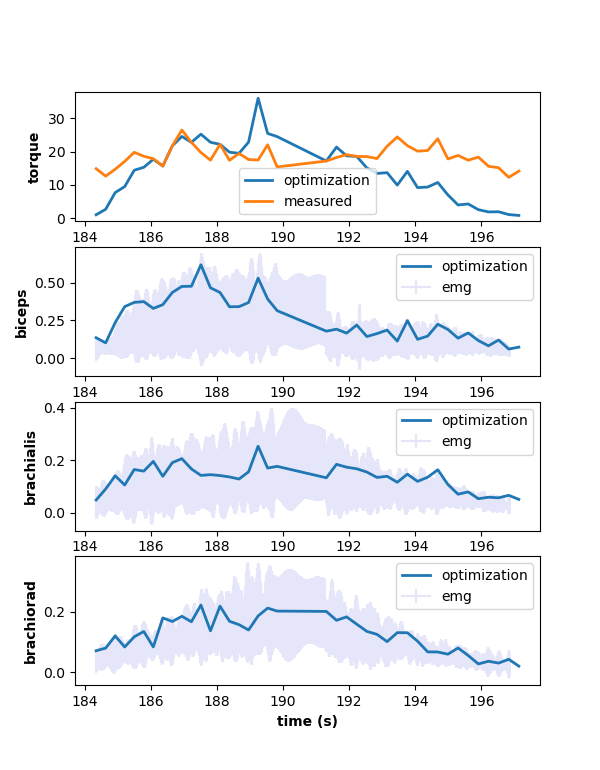 torque
30
20
10
0
optimization
measured
184 186 188 190 192 194 196
biceps
0.50
0.25
0.00
optimization
emg
184 186 188 190 192 194 196
brachialis
0.4
0.2
0.0
optimization
emg
184 186 188 190 192 194 196
brachiorad
0.2
0.0
optimization
emg
184 186 188 190 192 194 196
time (s)